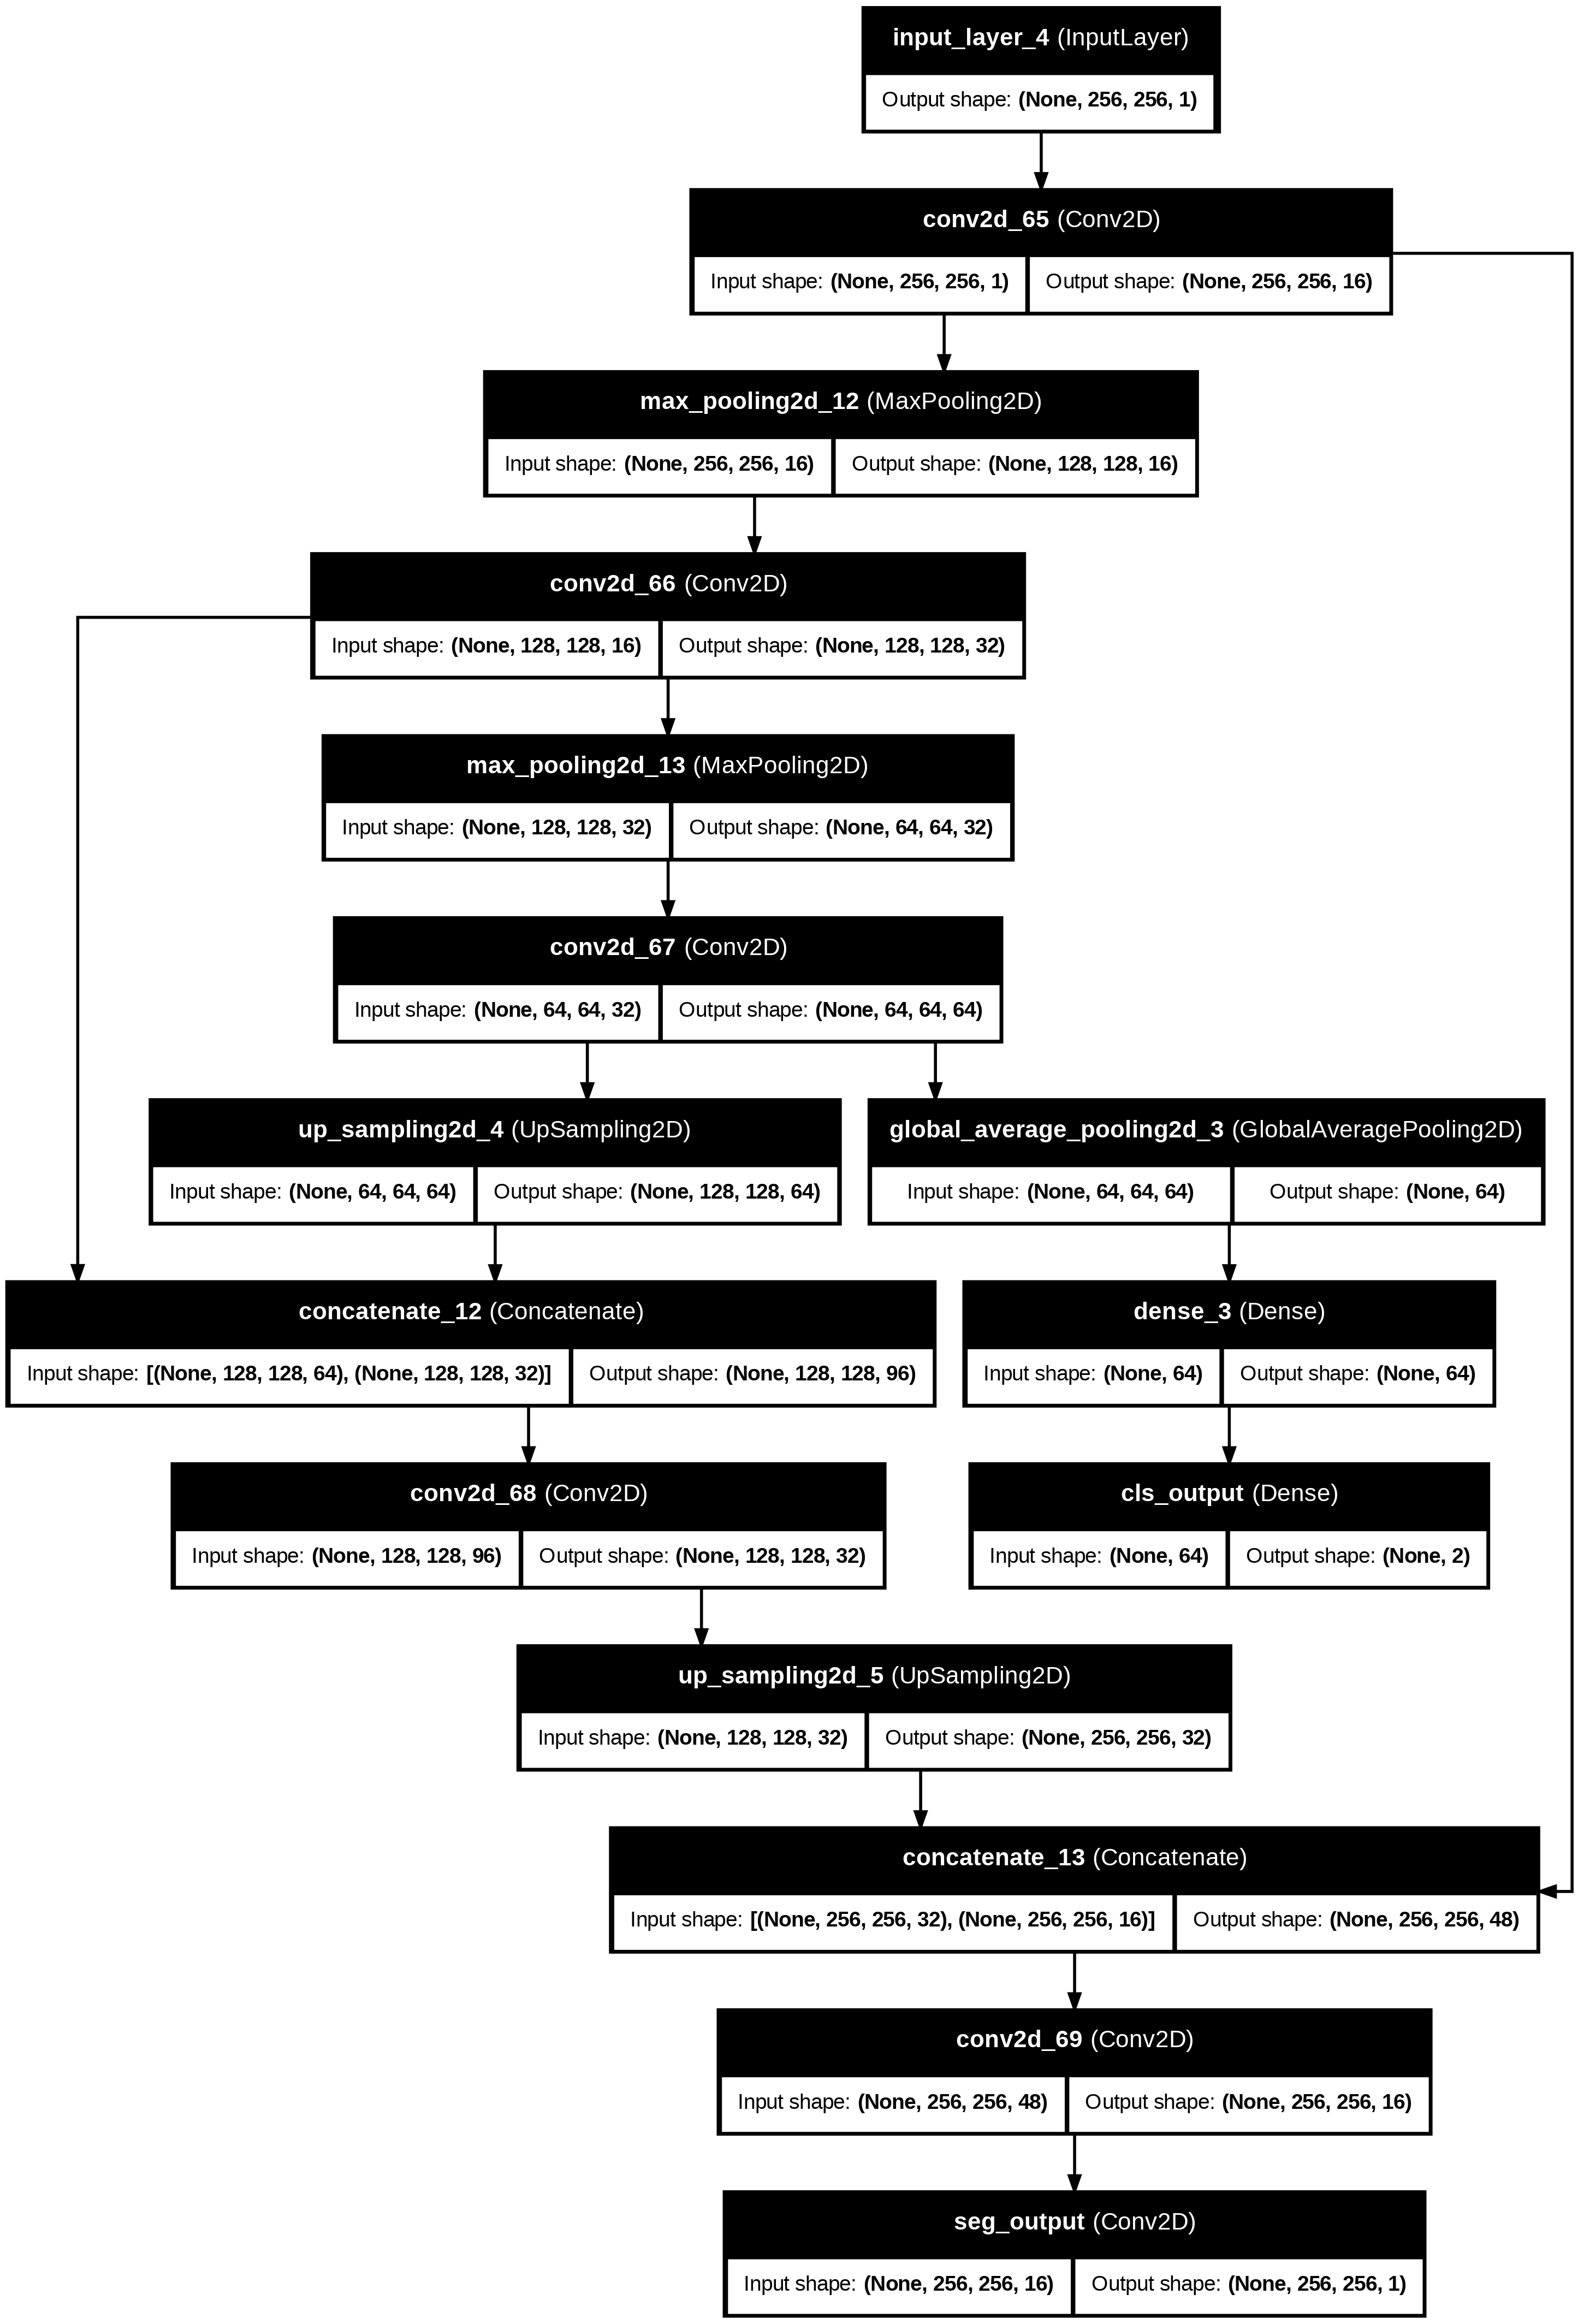 input_layer_4 (InputLayer)
Output shape: (None, 256, 256, 1)
conv2d_65 (Conv2D)
Input shape: (None, 256, 256, 1) Output shape: (None, 256, 256, 16)
max_pooling2d_12 (MaxPooling2D)
Input shape: (None, 256, 256, 16) Output shape: (None, 128, 128, 16)
conv2d_66 (Conv2D)
Input shape: (None, 128, 128, 16) Output shape: (None, 128, 128, 32)
max_pooling2d_13 (MaxPooling2D)
Input shape: (None, 128, 128, 32) Output shape: (None, 64, 64, 32)
conv2d_67 (Conv2D)
Input shape: (None, 64, 64, 32) Output shape: (None, 64, 64, 64)
up_sampling2d_4 (UpSampling2D)
Input shape: (None, 64, 64, 64) Output shape: (None, 128, 128, 64)
global_average_pooling2d_3 (GlobalAveragePooling2D)
Input shape: (None, 64, 64, 64) Output shape: (None, 64)
concatenate_12 (Concatenate)
Input shape: [(None, 128, 128, 64), (None, 128, 128, 32)] Output shape: (None, 128, 128, 96)
dense_3 (Dense)
Input shape: (None, 64) Output shape: (None, 64)
conv2d_68 (Conv2D)
Input shape: (None, 128, 128, 96) Output shape: (None, 128, 128, 32)
cls_output (Dense)
Input shape: (None, 64) Output shape: (None, 2)
up_sampling2d_5 (UpSampling2D)
Input shape: (None, 128, 128, 32) Output shape: (None, 256, 256, 32)
concatenate_13 (Concatenate)
Input shape: [(None, 256, 256, 32), (None, 256, 256, 16)] Output shape: (None, 256, 256, 48)
conv2d_69 (Conv2D)
Input shape: (None, 256, 256, 48) Output shape: (None, 256, 256, 16)
seg_output (Conv2D)
Input shape: (None, 256, 256, 16) Output shape: (None, 256, 256, 1)